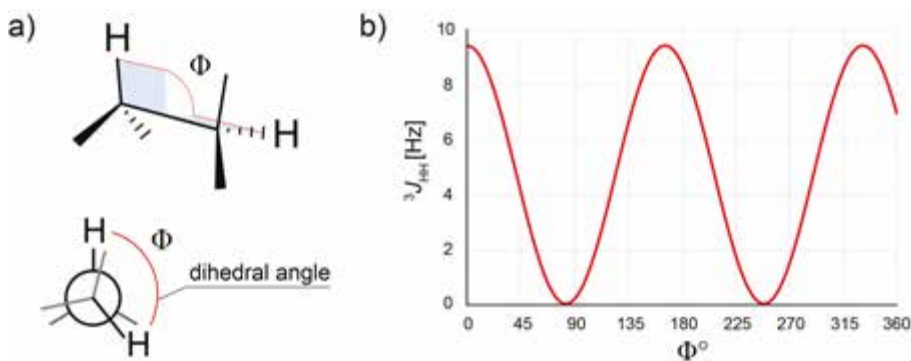 a)
H
Φ
H
H
Φ
dihedral angle
H
b)
³J_HH [Hz]
10
8
6
4
2
0
0 45 90 135 180 225 270 315 360
Φ°